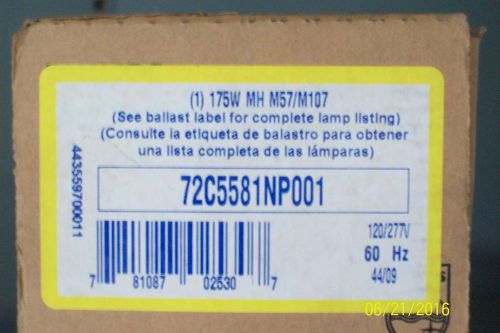 (1) 175W MH M57/M107
(See ballast label for complete lamp listing)
(Consulte la etiqueta de balastro para obtener
una lista completa de las lámparas)
443559700011
72C5581NP001
120/277V
60 Hz
44/09
7 81087 02530 7
06/21/2016